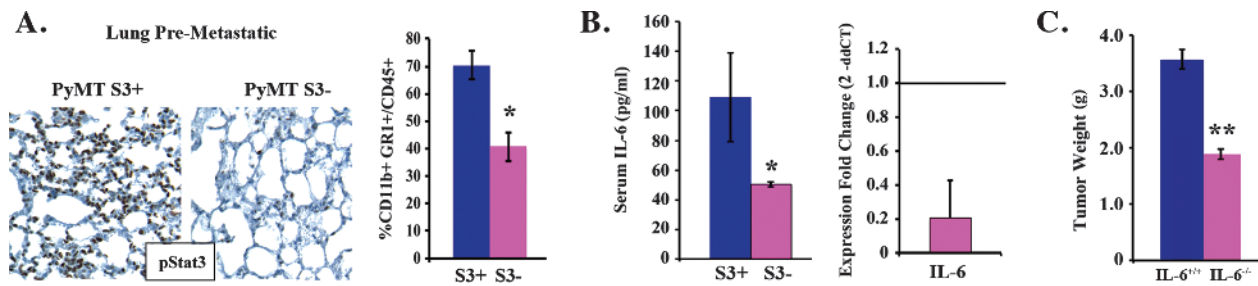 A.
Lung Pre-Metastatic
PyMT S3+
PyMT S3-
pStat3
%CD11b+ GR1+/CD45+
80
70
60
50
40
30
20
10
0
*
S3+ S3-
B.
Serum IL-6 (pg/ml)
160
140
120
100
80
60
40
20
0
*
S3+ S3-
Expression Fold Change (2 -ddCT)
1.2
1.0
0.8
0.6
0.4
0.2
0
IL-6
C.
Tumor Weight (g)
4.0
3.0
2.0
1.0
.0
**
IL-6+/+ IL-6-/-